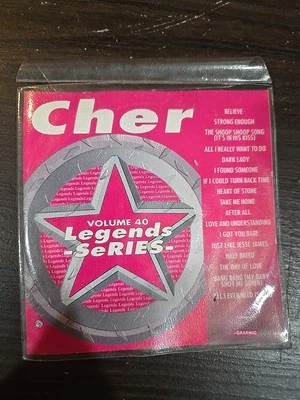 Cher
BELIEVE
STRONG ENOUGH
THE SHOOP SHOOP SONG
(IT'S IN HIS KISS)
ALL I REALLY WANT TO DO
DARK LADY
I FOUND SOMEONE
IF I COULD TURN BACK TIME
HEART OF STONE
TAKE ME HOME
AFTER ALL
LOVE AND UNDERSTANDING
I GOT YOU BABE
JUST LIKE JESSE JAMES
HALF BREED
THE WAY OF LOVE
BANG BANG (MY BABY
SHOT ME DOWN)
VOLUME 40
Legends
-SeRIES-
+GRAPHIC